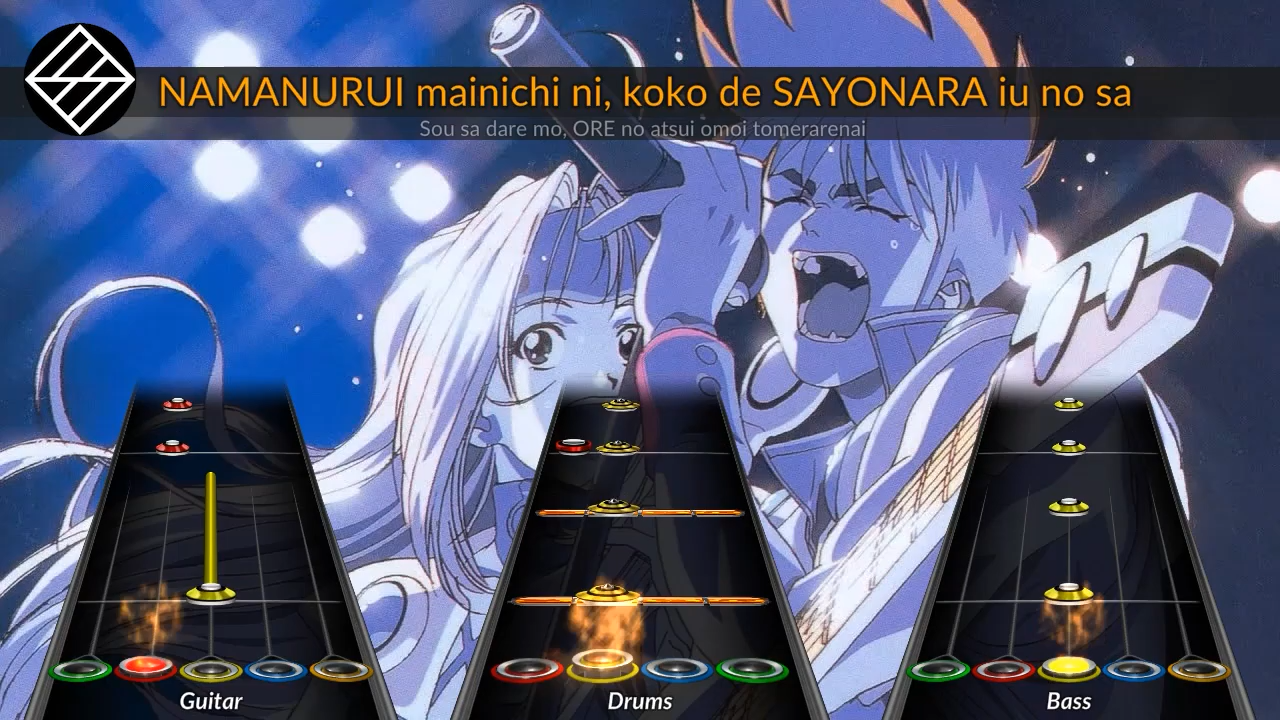 NAMANURUI mainichi ni, koko de SAYONARA iu no sa
Sou sa dare mo, ORE no atsui omoi tomerarenai
Guitar
Drums
Bass